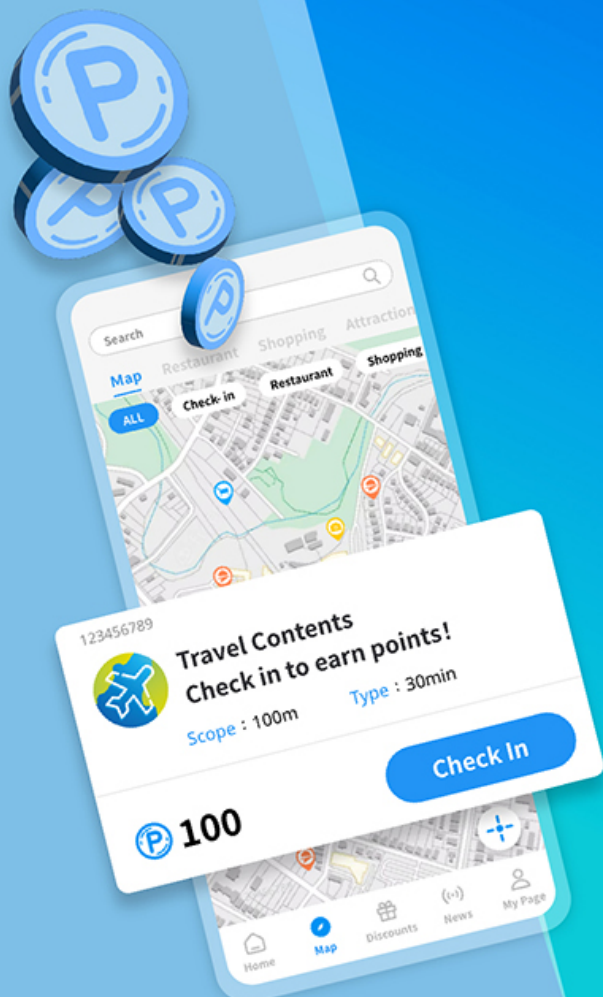 P
P
P
P
Search
Map Restaurant Shopping Attraction
ALL Check- in Restaurant Shopping
123456789
Travel Contents
Check in to earn points!
Scope : 100m Type : 30min
Check In
P 100
Home Map Discounts News My Page